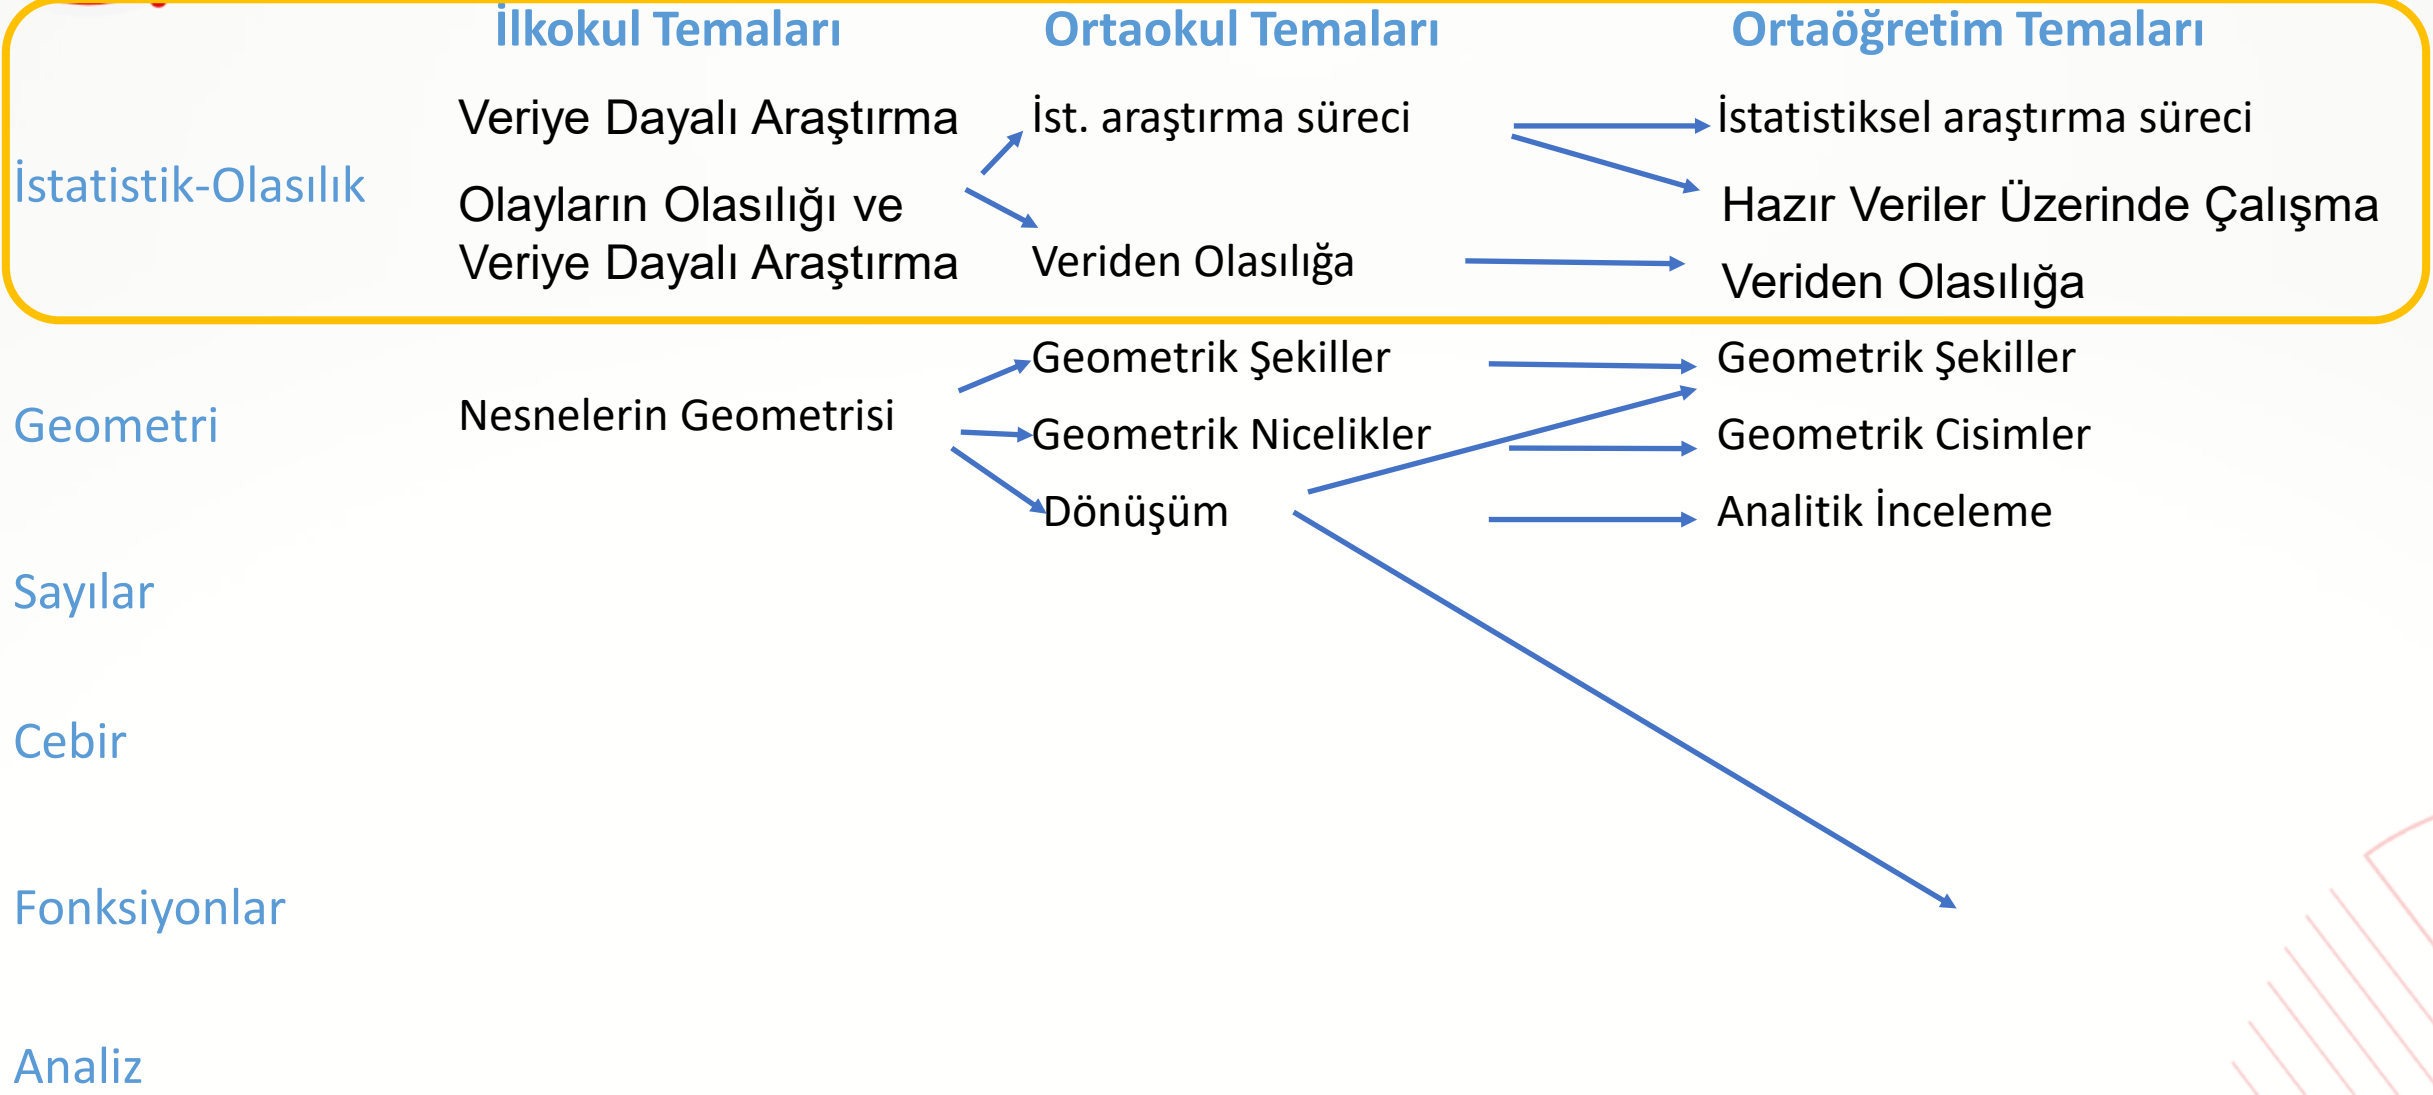 İlkokul Temaları
Ortaokul Temaları
Ortaöğretim Temaları
İstatistik-Olasılık
Veriye Dayalı Araştırma
Olayların Olasılığı ve
Veriye Dayalı Araştırma
İst. araştırma süreci
Veriden Olasılığa
İstatistiksel araştırma süreci
Hazır Veriler Üzerinde Çalışma
Veriden Olasılığa
Geometri
Nesnelerin Geometrisi
Geometrik Şekiller
Geometrik Nicelikler
Dönüşüm
Geometrik Şekiller
Geometrik Cisimler
Analitik İnceleme
Sayılar
Cebir
Fonksiyonlar
Analiz